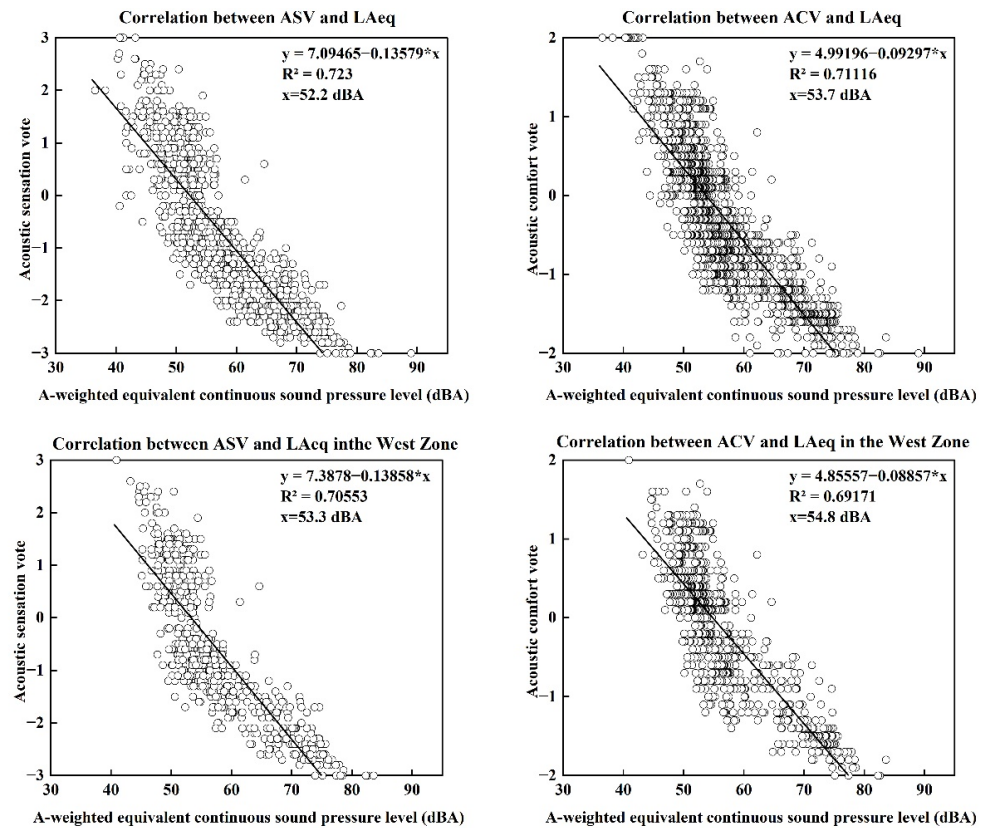 Correlation between ASV and LAeq
y = 7.09465−0.13579*x
R² = 0.723
x=52.2 dBA
Acoustic sensation vote
3
2
1
0
−1
−2
−3
30 40 50 60 70 80 90
A-weighted equivalent continuous sound pressure level (dBA)
Correlation between ACV and LAeq
y = 4.99196−0.09297*x
R² = 0.71116
x=53.7 dBA
Acoustic comfort vote
2
1
0
−1
−2
30 40 50 60 70 80 90
A-weighted equivalent continuous sound pressure level (dBA)
Correlation between ASV and LAeq inthe West Zone
y = 7.3878−0.13858*x
R² = 0.70553
x=53.3 dBA
Acoustic sensation vote
3
2
1
0
−1
−2
−3
30 40 50 60 70 80 90
A-weighted equivalent continuous sound pressure level (dBA)
Correlation between ACV and LAeq in the West Zone
y = 4.85557−0.08857*x
R² = 0.69171
x=54.8 dBA
Acoustic comfort vote
2
1
0
−1
−2
30 40 50 60 70 80 90
A-weighted equivalent continuous sound pressure level (dBA)